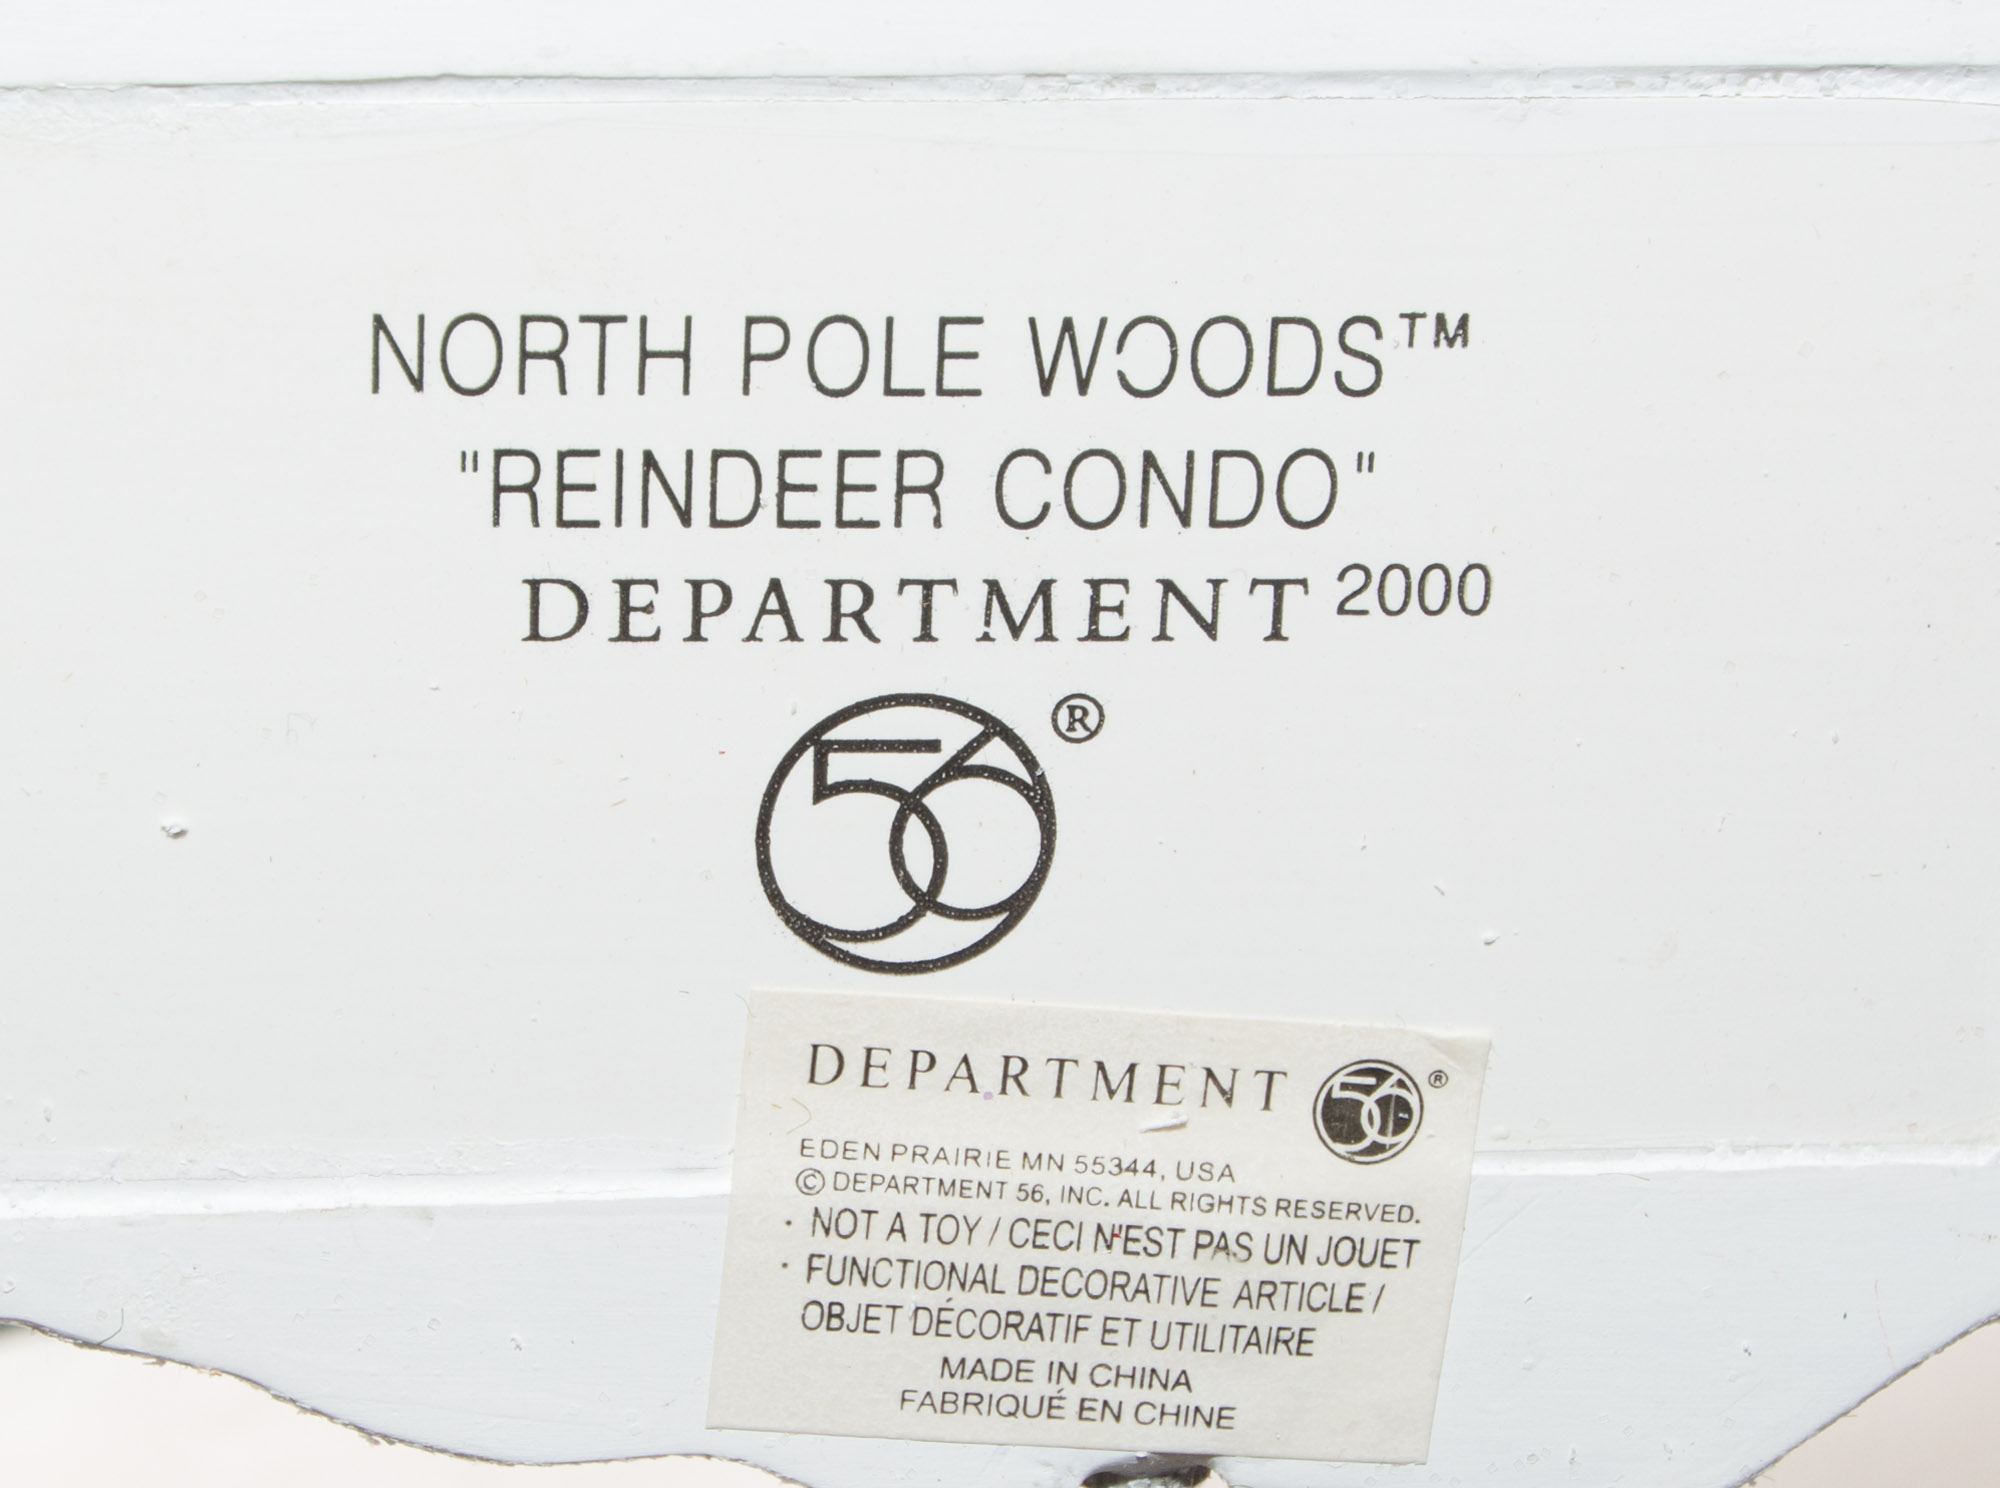 NORTH POLE WOODS™
"REINDEER CONDO"
DEPARTMENT 2000
56 ®
DEPARTMENT 56 ®
EDEN PRAIRIE MN 55344, USA
© DEPARTMENT 56, INC. ALL RIGHTS RESERVED.
· NOT A TOY / CECI N'EST PAS UN JOUET
· FUNCTIONAL DECORATIVE ARTICLE /
OBJET DÉCORATIF ET UTILITAIRE
MADE IN CHINA
FABRIQUÉ EN CHINE